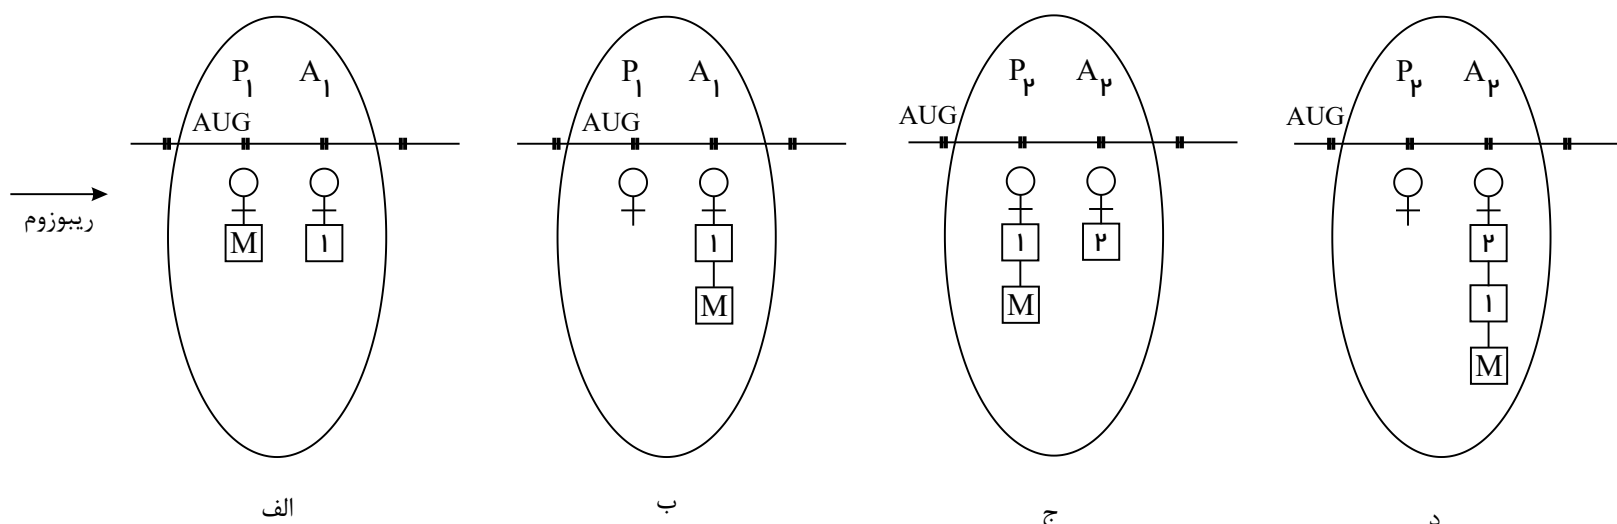 P۱ A۱
AUG
M ۱
الف
P۱ A۱
AUG
۱
M
ب
P۲ A۲
AUG
۱ ۲
M
ج
P۲ A۲
AUG
۲
۱
M
د
ریبوزوم